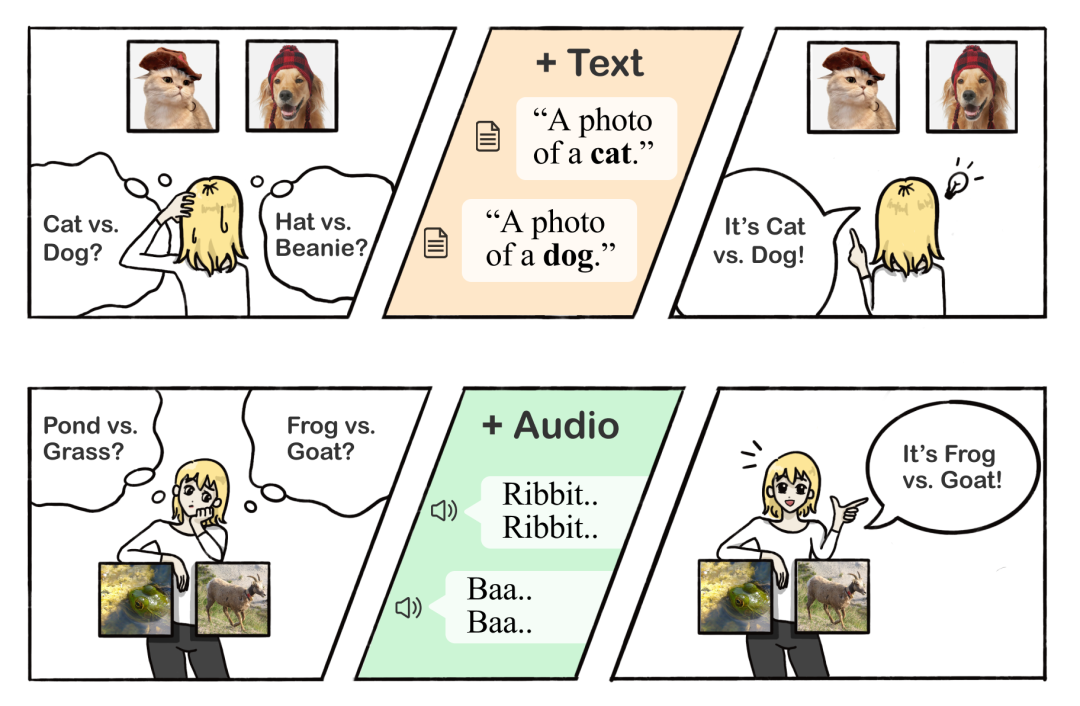 Cat vs.
Dog?
Hat vs.
Beanie?
+ Text
“A photo
of a cat.”
“A photo
of a dog.”
It’s Cat
vs. Dog!
Pond vs.
Grass?
Frog vs.
Goat?
+ Audio
Ribbit..
Ribbit..
Baa..
Baa..
It’s Frog
vs. Goat!